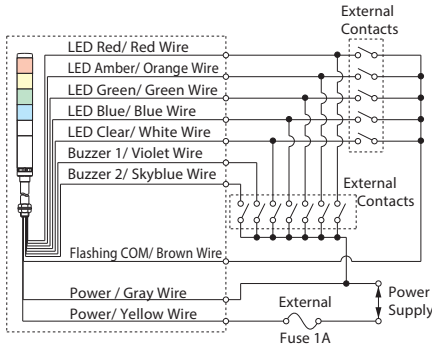 External
Contacts
LED Red/ Red Wire
LED Amber/ Orange Wire
LED Green/ Green Wire
LED Blue/ Blue Wire
LED Clear/ White Wire
Buzzer 1/ Violet Wire
Buzzer 2/ Skyblue Wire
External
Contacts
Flashing COM/ Brown Wire
Power / Gray Wire
Power/ Yellow Wire
External
Fuse 1A
Power
Supply